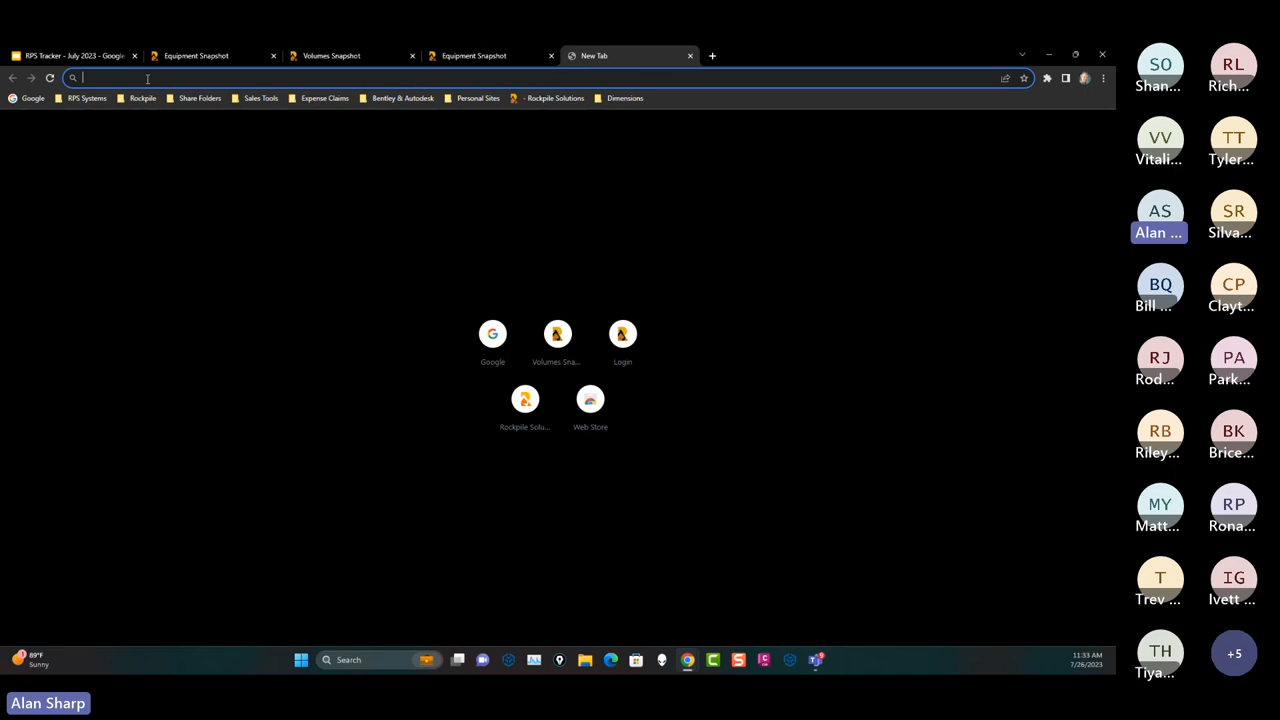 RPS Tracker - July 2023 - Google
Equipment Snapshot
Volumes Snapshot
Equipment Snapshot
New Tab
Google
RPS Systems
Rockpile
Share Folders
Sales Tools
Expense Claims
Bentley & Autodesk
Personal Sites
- Rockpile Solutions
Dimensions
Google
Volumes Sna...
Login
Rockpile Solu...
Web Store
SO
Shan...
RL
Rich...
VV
Vitali...
TT
Tyler...
AS
Alan ...
SR
Silva...
BQ
Bill ...
CP
Clayt...
RJ
Rod...
PA
Park...
RB
Riley...
BK
Brice...
MY
Matt...
RP
Rona...
T
Trev ...
IG
Ivett ...
TH
Tiya...
+5
1
89°F
Sunny
Search
11:33 AM
7/26/2023
Alan Sharp